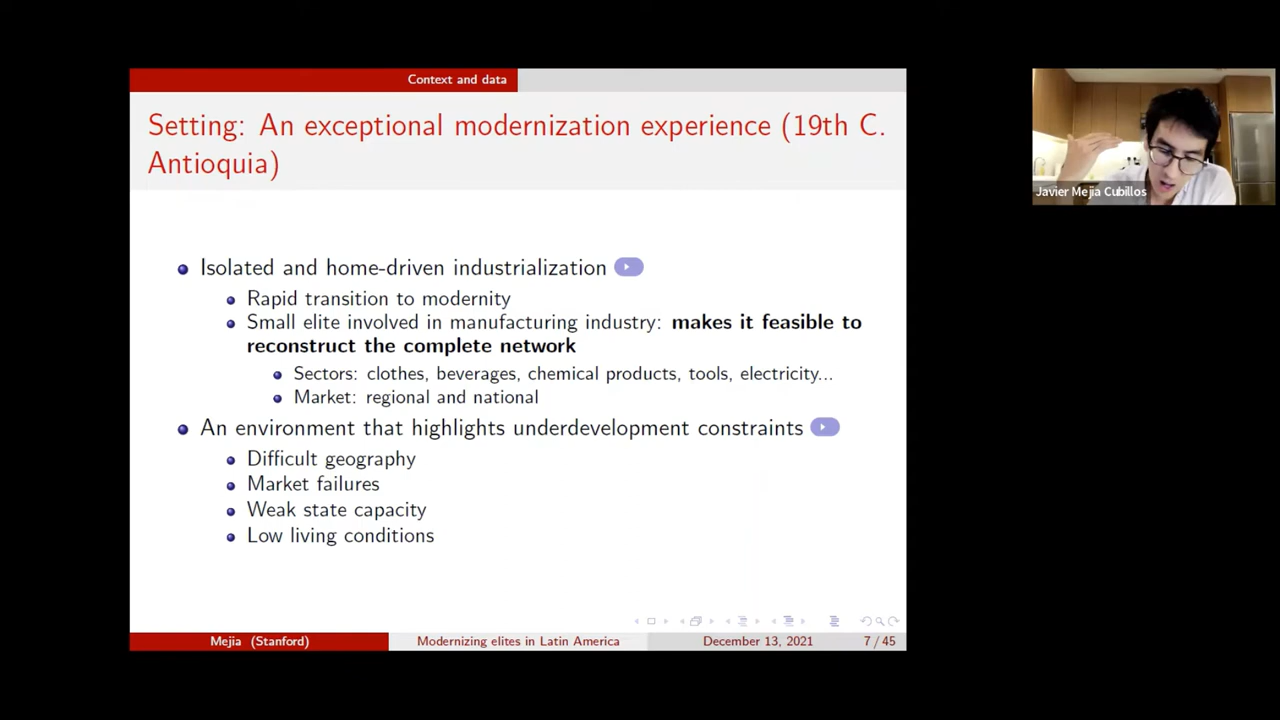 Context and data
Setting: An exceptional modernization experience (19th C.
Antioquia)
Javier Mejia Cubillos
Isolated and home-driven industrialization
Rapid transition to modernity
Small elite involved in manufacturing industry: makes it feasible to
reconstruct the complete network
Sectors: clothes, beverages, chemical products, tools, electricity...
Market: regional and national
An environment that highlights underdevelopment constraints
Difficult geography
Market failures
Weak state capacity
Low living conditions
Mejia (Stanford)
Modernizing elites in Latin America
December 13, 2021
7 / 45